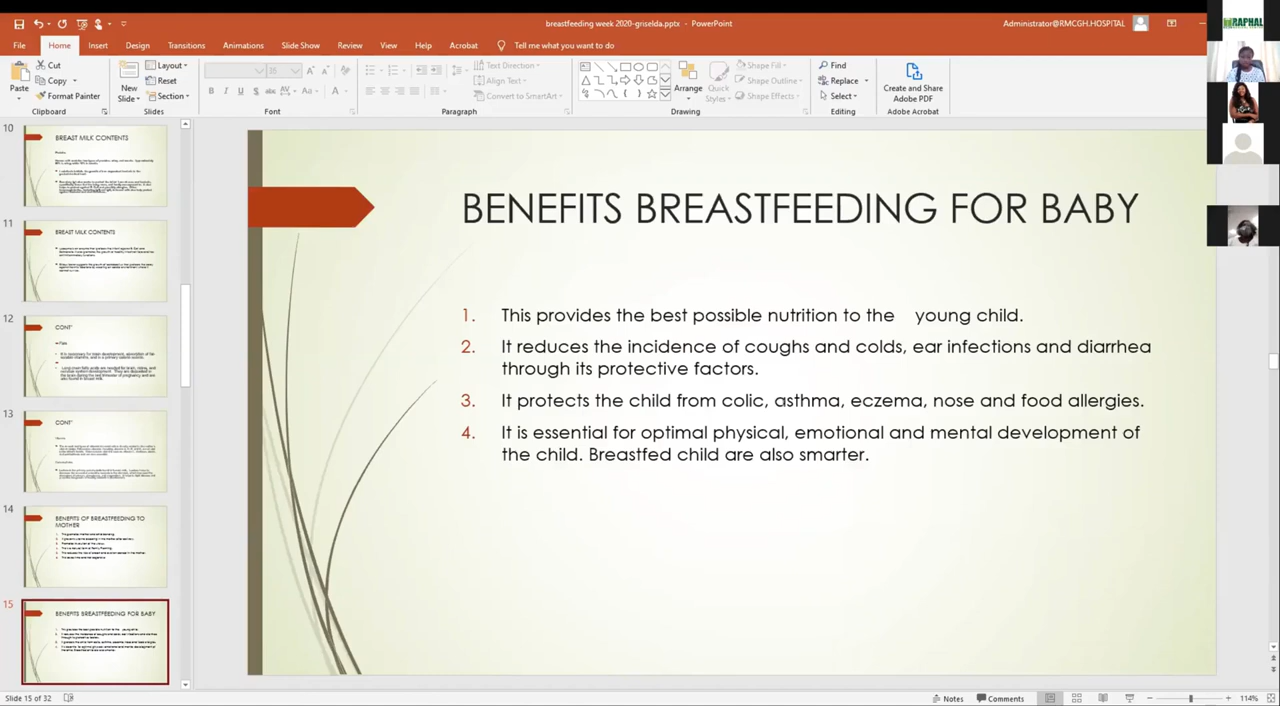 breastfeeding week 2020-griselda.pptx - PowerPoint
Administrator@RMCGH.HOSPITAL
RAPHAL
File Home Insert Design Transitions Animations Slide Show Review View Help Acrobat Tell me what you want to do
Paste
Cut
Copy
Format Painter
Clipboard
New
Slide
Layout
Reset
Section
Slides
Font
Text Direction
Align Text
Convert to SmartArt
Paragraph
Arrange
Quick
Styles
Shape Fill
Shape Outline
Shape Effects
Drawing
Find
Replace
Select
Editing
Create and Share
Adobe PDF
Adobe Acrobat
10
BREAST MILK CONTENTS
11
BREAST MILK CONTENTS
12
CONT'
13
CONT'
14
BENEFITS OF BREASTFEEDING TO
MOTHER
15
BENEFITS BREASTFEEDING FOR BABY
BENEFITS BREASTFEEDING FOR BABY
1. This provides the best possible nutrition to the young child.
2. It reduces the incidence of coughs and colds, ear infections and diarrhea
through its protective factors.
3. It protects the child from colic, asthma, eczema, nose and food allergies.
4. It is essential for optimal physical, emotional and mental development of
the child. Breastfed child are also smarter.
Slide 15 of 32
Notes
Comments
114%